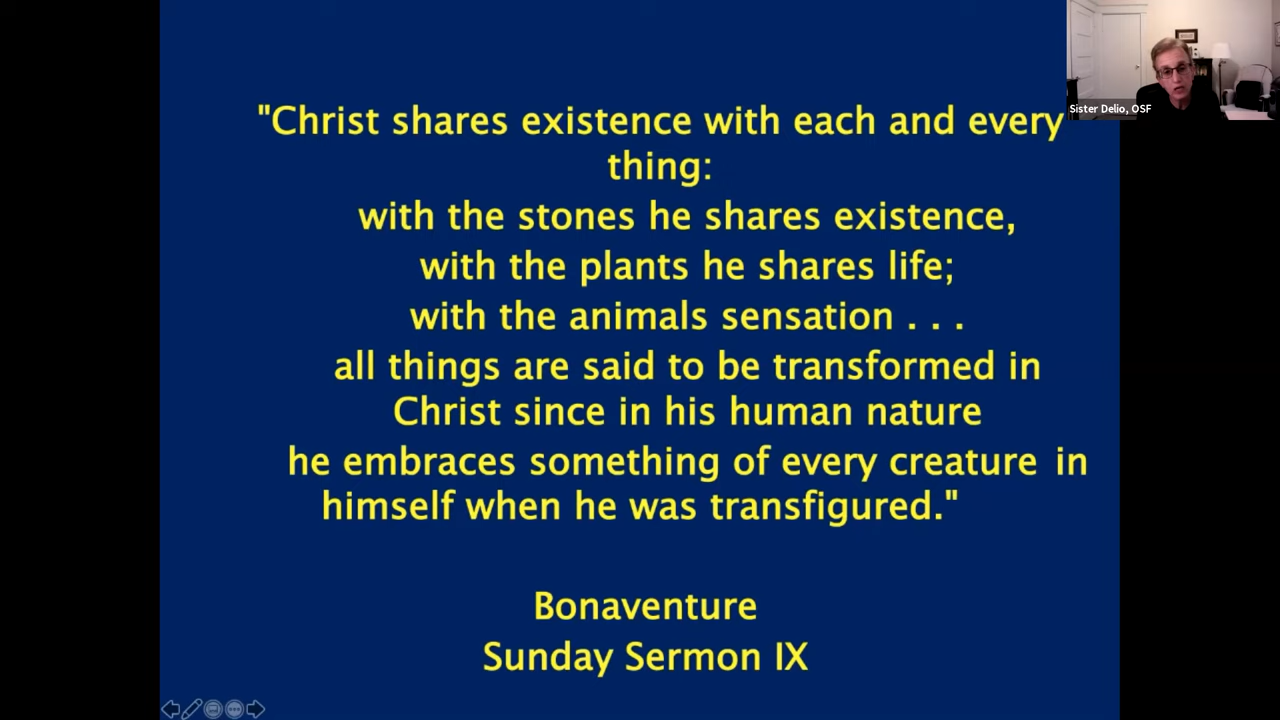 "Christ shares existence with each and every
thing:
with the stones he shares existence,
with the plants he shares life;
with the animals sensation . . .
all things are said to be transformed in
Christ since in his human nature
he embraces something of every creature in
himself when he was transfigured."
Bonaventure
Sunday Sermon IX
Sister Delio, OSF